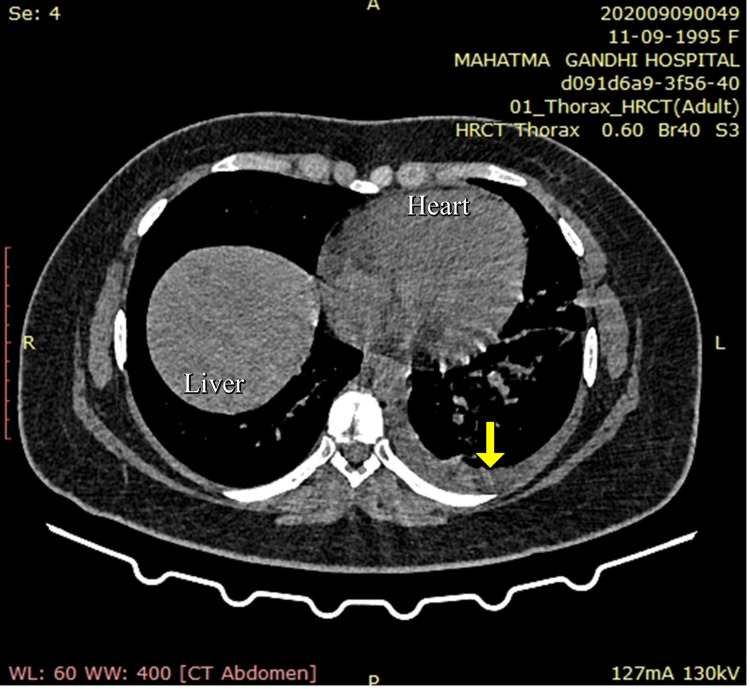 Se: 4
A
202009090049
11-09-1995 F
MAHATMA GANDHI HOSPITAL
d091d6a9-3f56-40
01_Thorax_HRCT(Adult)
HRCT Thorax 0.60 Br40 S3
Heart
R
L
Liver
WL: 60 WW: 400 [CT Abdomen]
P
127mA 130kV